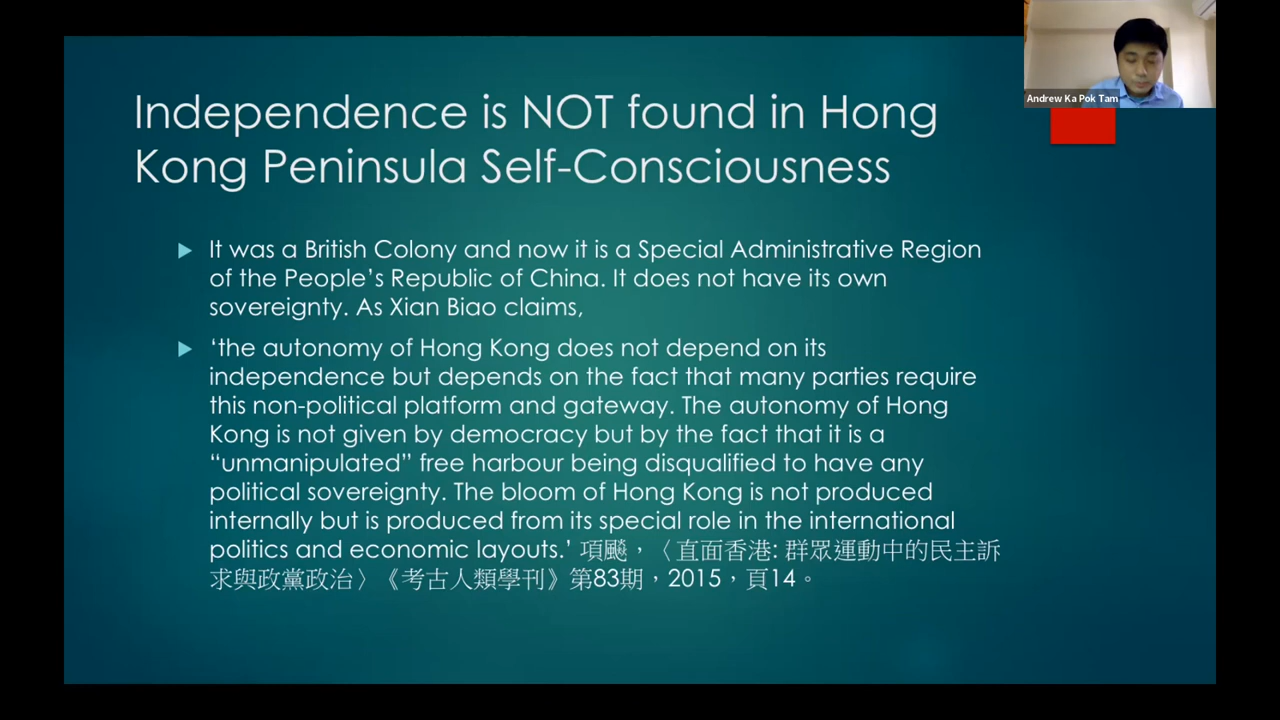 Andrew Ka Pok Tam
Independence is NOT found in Hong
Kong Peninsula Self-Consciousness
It was a British Colony and now it is a Special Administrative Region
of the People’s Republic of China. It does not have its own
sovereignty. As Xian Biao claims,
‘the autonomy of Hong Kong does not depend on its
independence but depends on the fact that many parties require
this non-political platform and gateway. The autonomy of Hong
Kong is not given by democracy but by the fact that it is a
“unmanipulated” free harbour being disqualified to have any
political sovereignty. The bloom of Hong Kong is not produced
internally but is produced from its special role in the international
politics and economic layouts.’ 項飈，〈直面香港: 群眾運動中的民主訴
求與政黨政治〉《考古人類學刊》第83期，2015，頁14。